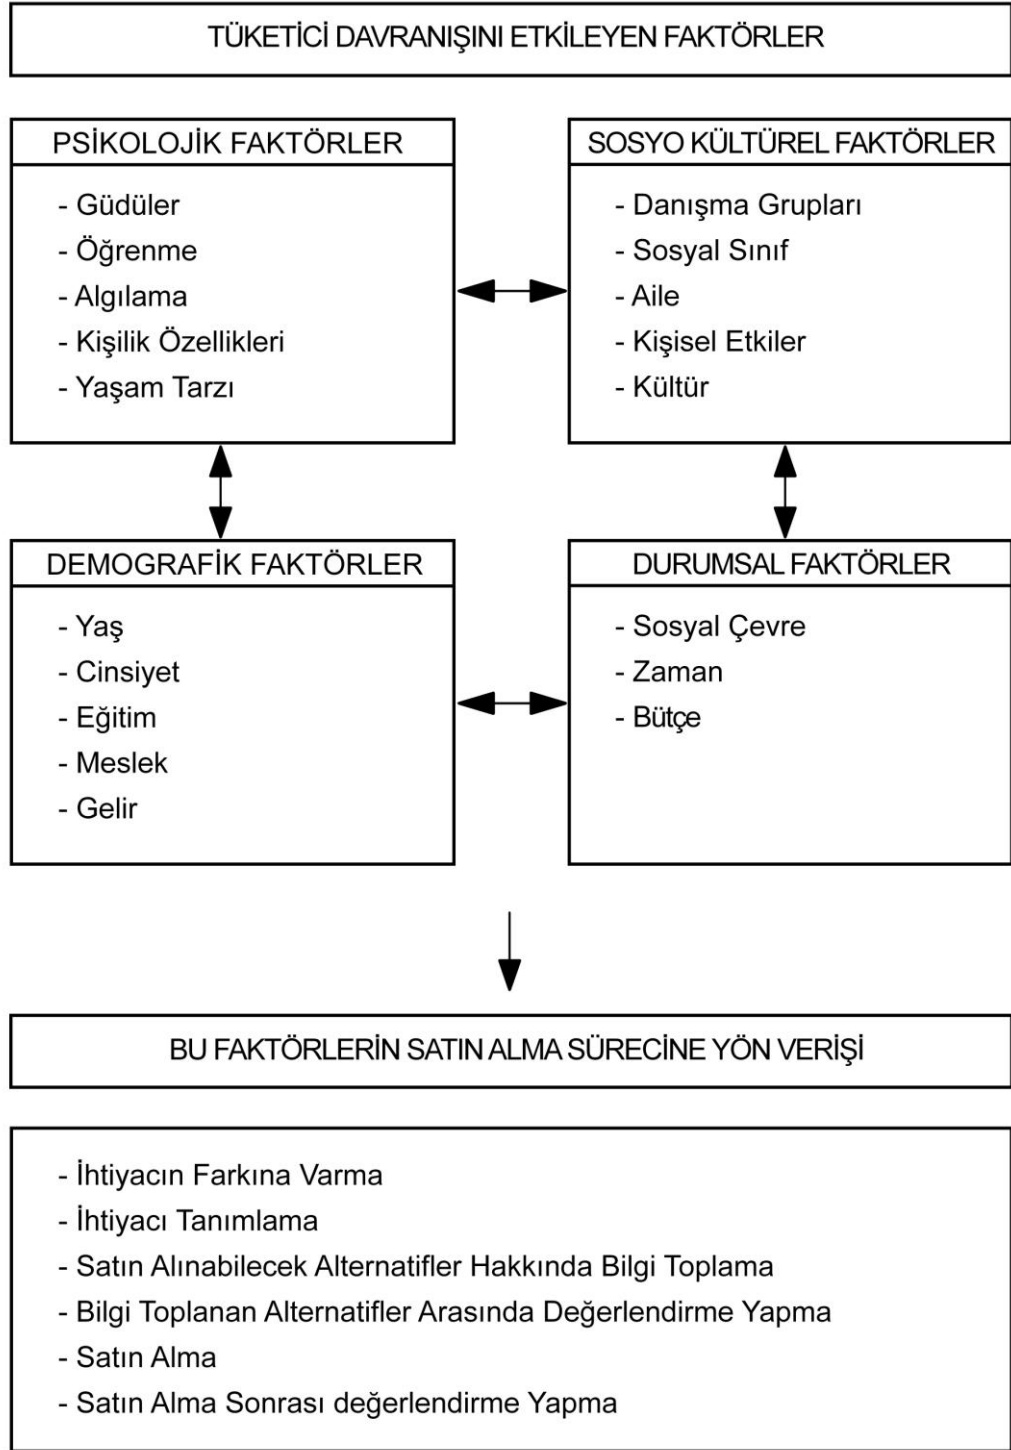 TÜKETİCİ DAVRANIŞINI ETKİLEYEN FAKTÖRLER
PSİKOLOJİK FAKTÖRLER
- Güdüler
- Öğrenme
- Algılama
- Kişilik Özellikleri
- Yaşam Tarzı
SOSYO KÜLTÜREL FAKTÖRLER
- Danışma Grupları
- Sosyal Sınıf
- Aile
- Kişisel Etkiler
- Kültür
DEMOGRAFİK FAKTÖRLER
- Yaş
- Cinsiyet
- Eğitim
- Meslek
- Gelir
DURUMSAL FAKTÖRLER
- Sosyal Çevre
- Zaman
- Bütçe
BU FAKTÖRLERİN SATIN ALMA SÜRECİNE YÖN VERİŞİ
- İhtiyacın Farkına Varma
- İhtiyacı Tanımlama
- Satın Alınabilecek Alternatifler Hakkında Bilgi Toplama
- Bilgi Toplanan Alternatifler Arasında Değerlendirme Yapma
- Satın Alma
- Satın Alma Sonrası değerlendirme Yapma